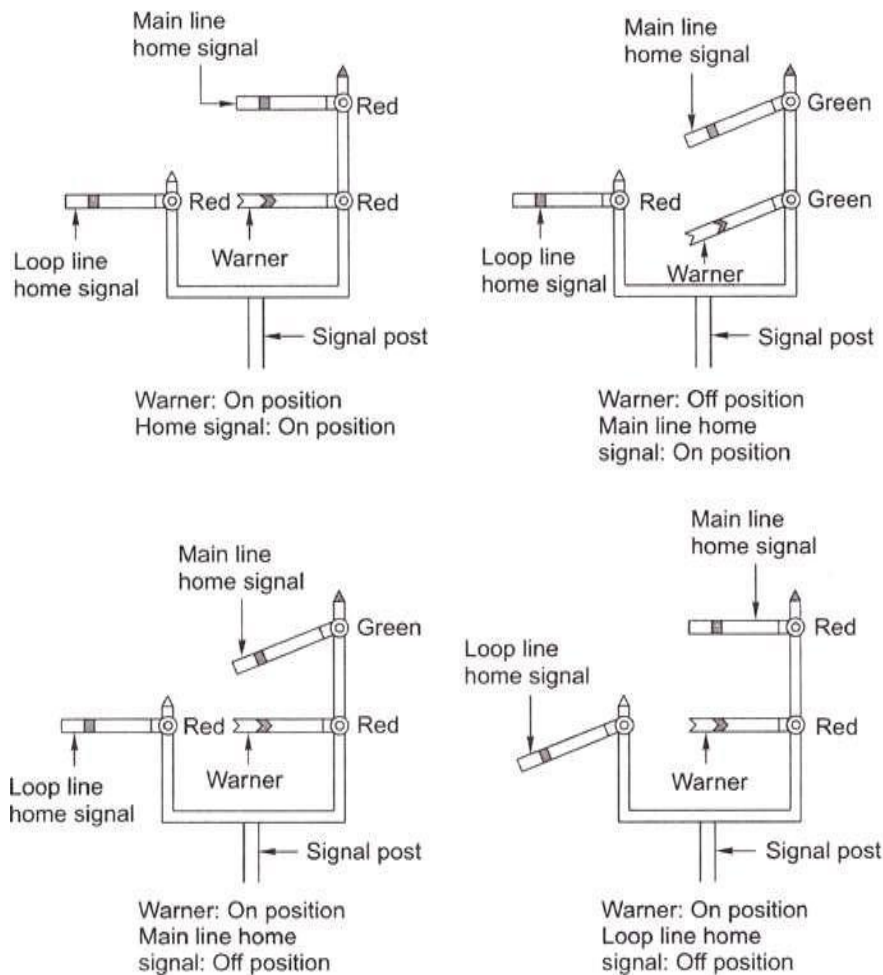 Main line
home signal
Red
Red
Red
Loop line
home signal
Warner
Signal post
Warner: On position
Home signal: On position
Main line
home signal
Green
Red
Green
Loop line
home signal
Warner
Signal post
Warner: Off position
Main line home
signal: On position
Main line
home signal
Green
Red
Red
Loop line
home signal
Warner
Signal post
Warner: On position
Main line home
signal: Off position
Main line
home signal
Red
Loop line
home signal
Red
Warner
Signal post
Warner: On position
Loop line home
signal: Off position